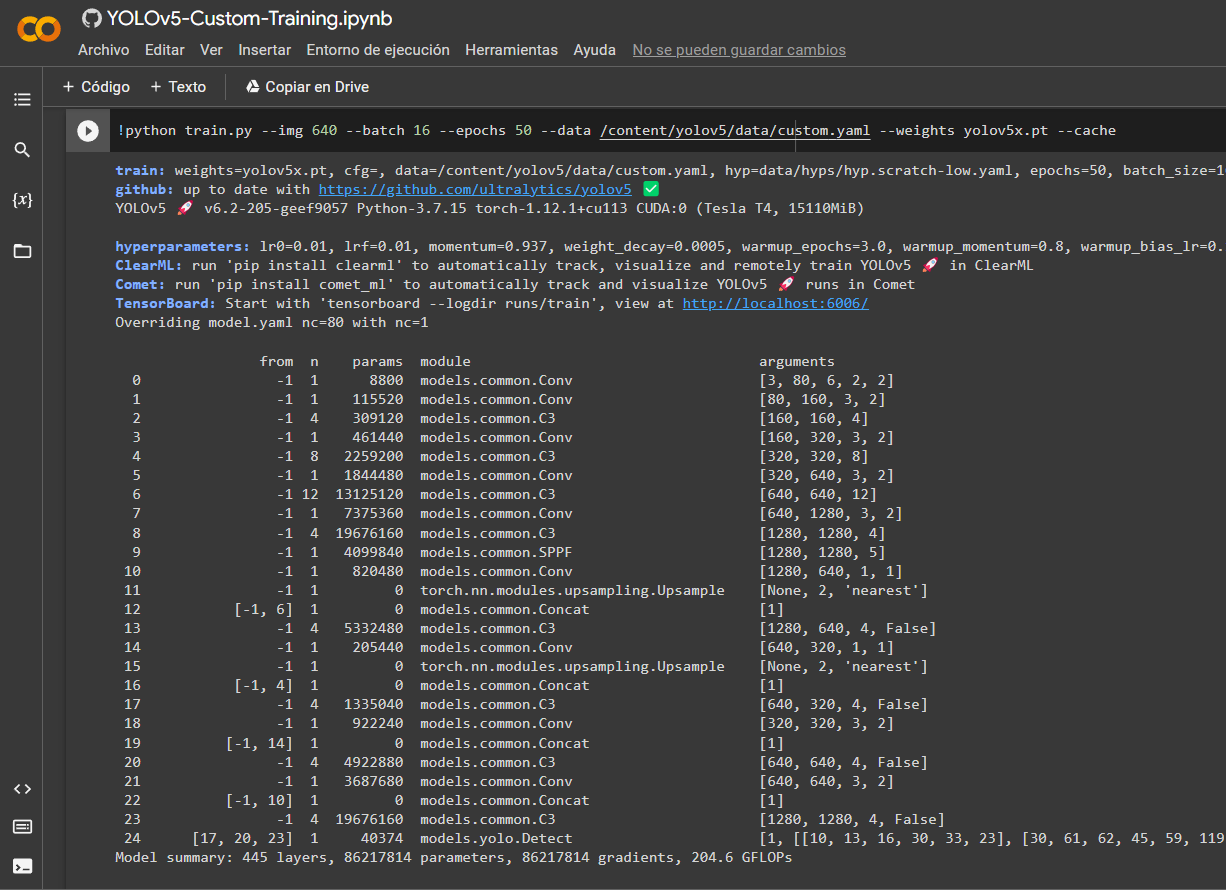 YOLOv5-Custom-Training.ipynb
Archivo Editar Ver Insertar Entorno de ejecución Herramientas Ayuda No se pueden guardar cambios
+ Código + Texto Copiar en Drive
!python train.py --img 640 --batch 16 --epochs 50 --data /content/yolov5/data/custom.yaml --weights yolov5x.pt --cache
train: weights=yolov5x.pt, cfg=, data=/content/yolov5/data/custom.yaml, hyp=data/hyps/hyp.scratch-low.yaml, epochs=50, batch_size=1
github: up to date with https://github.com/ultralytics/yolov5 ✅
YOLOv5 🚀 v6.2-205-geef9057 Python-3.7.15 torch-1.12.1+cu113 CUDA:0 (Tesla T4, 15110MiB)
hyperparameters: lr0=0.01, lrf=0.01, momentum=0.937, weight_decay=0.0005, warmup_epochs=3.0, warmup_momentum=0.8, warmup_bias_lr=0.
ClearML: run 'pip install clearml' to automatically track, visualize and remotely train YOLOv5 🚀 in ClearML
Comet: run 'pip install comet_ml' to automatically track and visualize YOLOv5 🚀 runs in Comet
TensorBoard: Start with 'tensorboard --logdir runs/train', view at http://localhost:6006/
Overriding model.yaml nc=80 with nc=1
from n params module arguments
0 -1 1 8800 models.common.Conv [3, 80, 6, 2, 2]
1 -1 1 115520 models.common.Conv [80, 160, 3, 2]
2 -1 4 309120 models.common.C3 [160, 160, 4]
3 -1 1 461440 models.common.Conv [160, 320, 3, 2]
4 -1 8 2259200 models.common.C3 [320, 320, 8]
5 -1 1 1844480 models.common.Conv [320, 640, 3, 2]
6 -1 12 13125120 models.common.C3 [640, 640, 12]
7 -1 1 7375360 models.common.Conv [640, 1280, 3, 2]
8 -1 4 19676160 models.common.C3 [1280, 1280, 4]
9 -1 1 4099840 models.common.SPPF [1280, 1280, 5]
10 -1 1 820480 models.common.Conv [1280, 640, 1, 1]
11 -1 1 0 torch.nn.modules.upsampling.Upsample [None, 2, 'nearest']
12 [-1, 6] 1 0 models.common.Concat [1]
13 -1 4 5332480 models.common.C3 [1280, 640, 4, False]
14 -1 1 205440 models.common.Conv [640, 320, 1, 1]
15 -1 1 0 torch.nn.modules.upsampling.Upsample [None, 2, 'nearest']
16 [-1, 4] 1 0 models.common.Concat [1]
17 -1 4 1335040 models.common.C3 [640, 320, 4, False]
18 -1 1 922240 models.common.Conv [320, 320, 3, 2]
19 [-1, 14] 1 0 models.common.Concat [1]
20 -1 4 4922880 models.common.C3 [640, 640, 4, False]
21 -1 1 3687680 models.common.Conv [640, 640, 3, 2]
22 [-1, 10] 1 0 models.common.Concat [1]
23 -1 4 19676160 models.common.C3 [1280, 1280, 4, False]
24 [17, 20, 23] 1 40374 models.yolo.Detect [1, [[10, 13, 16, 30, 33, 23], [30, 61, 62, 45, 59, 119
Model summary: 445 layers, 86217814 parameters, 86217814 gradients, 204.6 GFLOPs